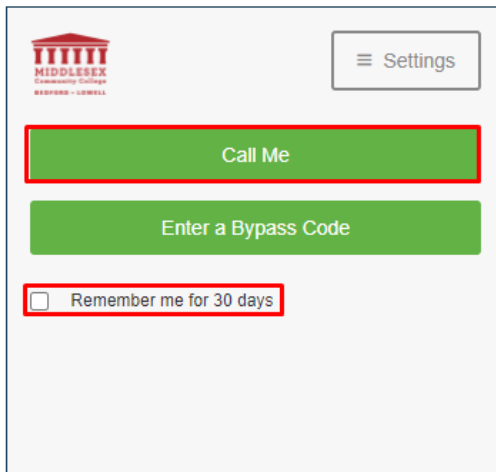 MIDDLESEX
Community College
BEDFORD • LOWELL
≡ Settings
Call Me
Enter a Bypass Code
Remember me for 30 days